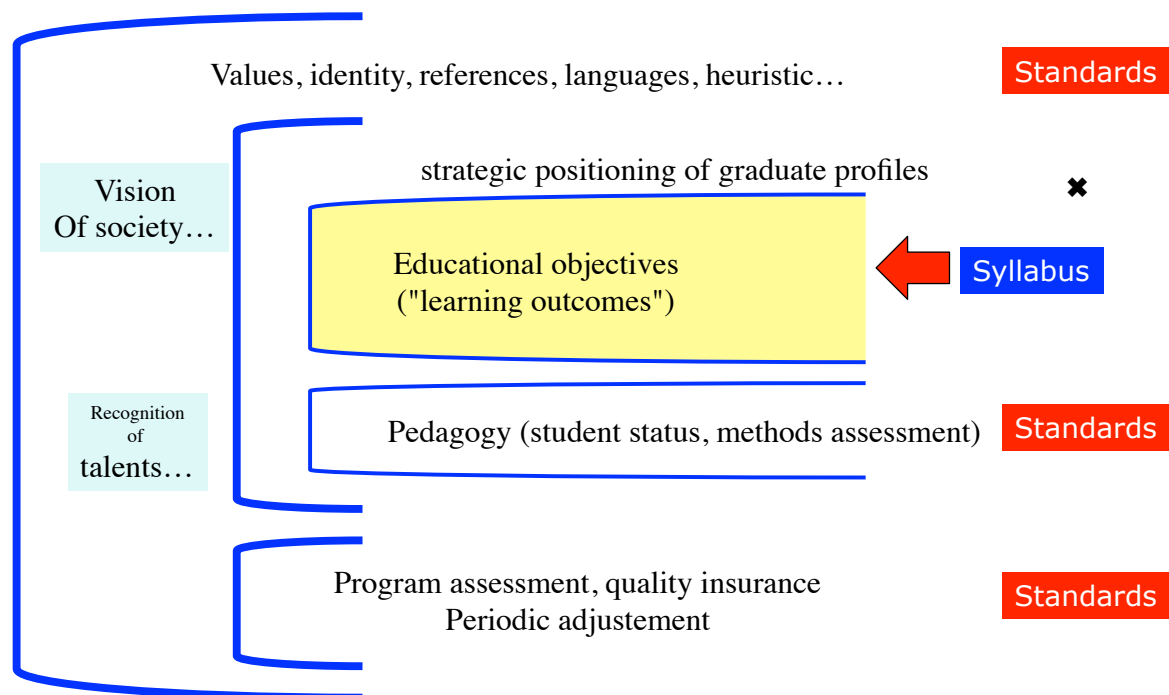 Values, identity, references, languages, heuristic…
Standards
strategic positioning of graduate profiles
✖
Vision
Of society…
Educational objectives
("learning outcomes")
Syllabus
Recognition
of
talents…
Pedagogy (student status, methods assessment)
Standards
Program assessment, quality insurance
Periodic adjustement
Standards